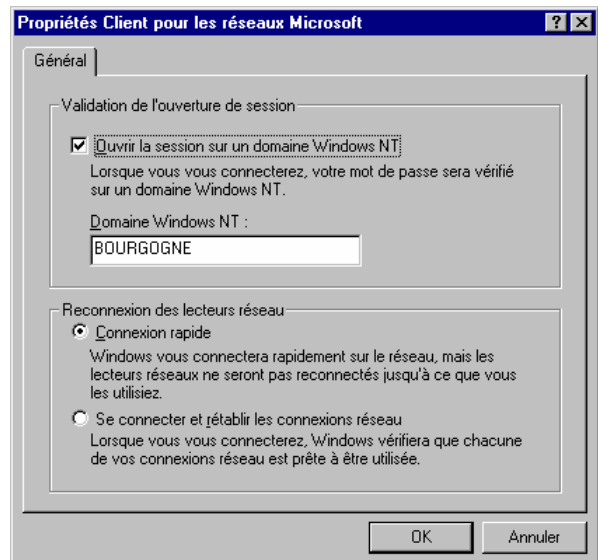 Propriétés Client pour les réseaux Microsoft
Général
Validation de l'ouverture de session
Ouvrir la session sur un domaine Windows NT
Lorsque vous vous connecterez, votre mot de passe sera vérifié
sur un domaine Windows NT.
Domaine Windows NT :
BOURGOGNE
Reconnexion des lecteurs réseau
Connexion rapide
Windows vous connectera rapidement sur le réseau, mais les
lecteurs réseaux ne seront pas reconnectés jusqu'à ce que vous
les utilisiez.
Se connecter et rétablir les connexions réseau
Lorsque vous vous connecterez, Windows vérifiera que chacune
de vos connexions réseau est prête à être utilisée.
OK Annuler